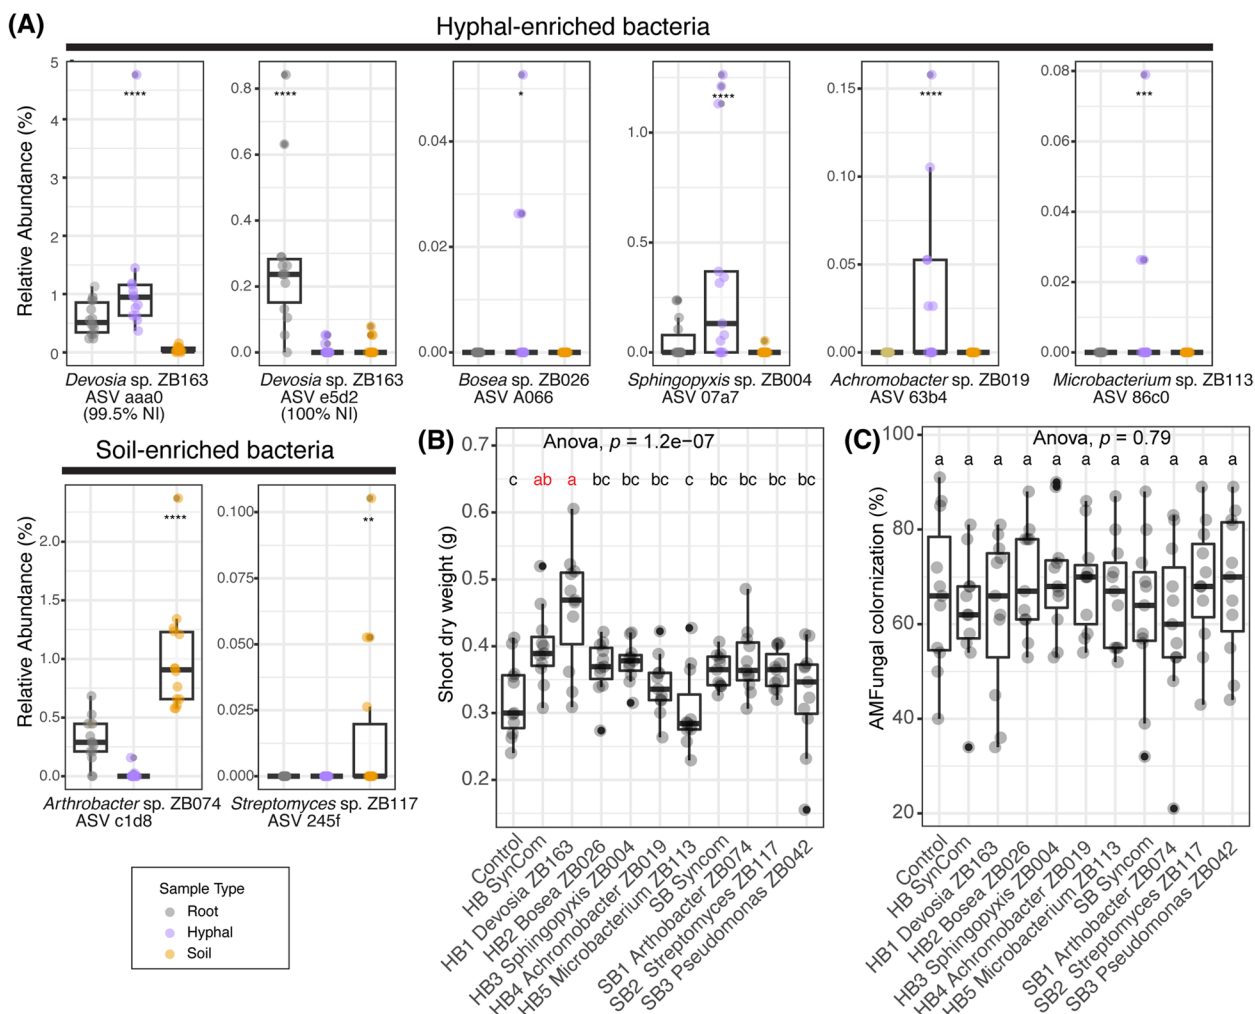 (A)
Hyphal-enriched bacteria
Relative Abundance (%)
5
4
3
2
1
0
****
Devosia sp. ZB163
ASV aaa0
(99.5% NI)
0.8
0.6
0.4
0.2
0.0
****
Devosia sp. ZB163
ASV e5d2
(100% NI)
0.04
0.02
0.00
*
Bosea sp. ZB026
ASV A066
1.0
0.5
0.0
****
Sphingopyxis sp. ZB004
ASV 07a7
0.15
0.10
0.05
0.00
****
Achromobacter sp. ZB019
ASV 63b4
0.08
0.06
0.04
0.02
0.00
***
Microbacterium sp. ZB113
ASV 86c0
Soil-enriched bacteria
Relative Abundance (%)
2.0
1.5
1.0
0.5
0.0
****
Arthrobacter sp. ZB074
ASV c1d8
0.100
0.075
0.050
0.025
0.000
**
Streptomyces sp. ZB117
ASV 245f
Sample Type
Root
Hyphal
Soil
(B)
Anova, p = 1.2e−07
c ab a bc bc bc c bc bc bc bc
Shoot dry weight (g)
0.7
0.6
0.5
0.4
0.3
0.2
Control
HB SynCom
HB1 Devosia ZB163
HB2 Bosea ZB026
HB3 Sphingopyxis ZB004
HB4 Achromobacter ZB019
HB5 Microbacterium ZB113
SB Syncom
SB1 Arthobacter ZB074
SB2 Streptomyces ZB117
SB3 Pseudomonas ZB042
(C)
Anova, p = 0.79
a a a a a a a a a a a
AMFungal colornization (%)
100
80
60
40
20
Control
HB SynCom
HB1 Devosia ZB163
HB2 Bosea ZB026
HB3 Sphingopyxis ZB004
HB4 Achromobacter ZB019
HB5 Microbacterium ZB113
SB Syncom
SB1 Arthobacter ZB074
SB2 Streptomyces ZB117
SB3 Pseudomonas ZB042